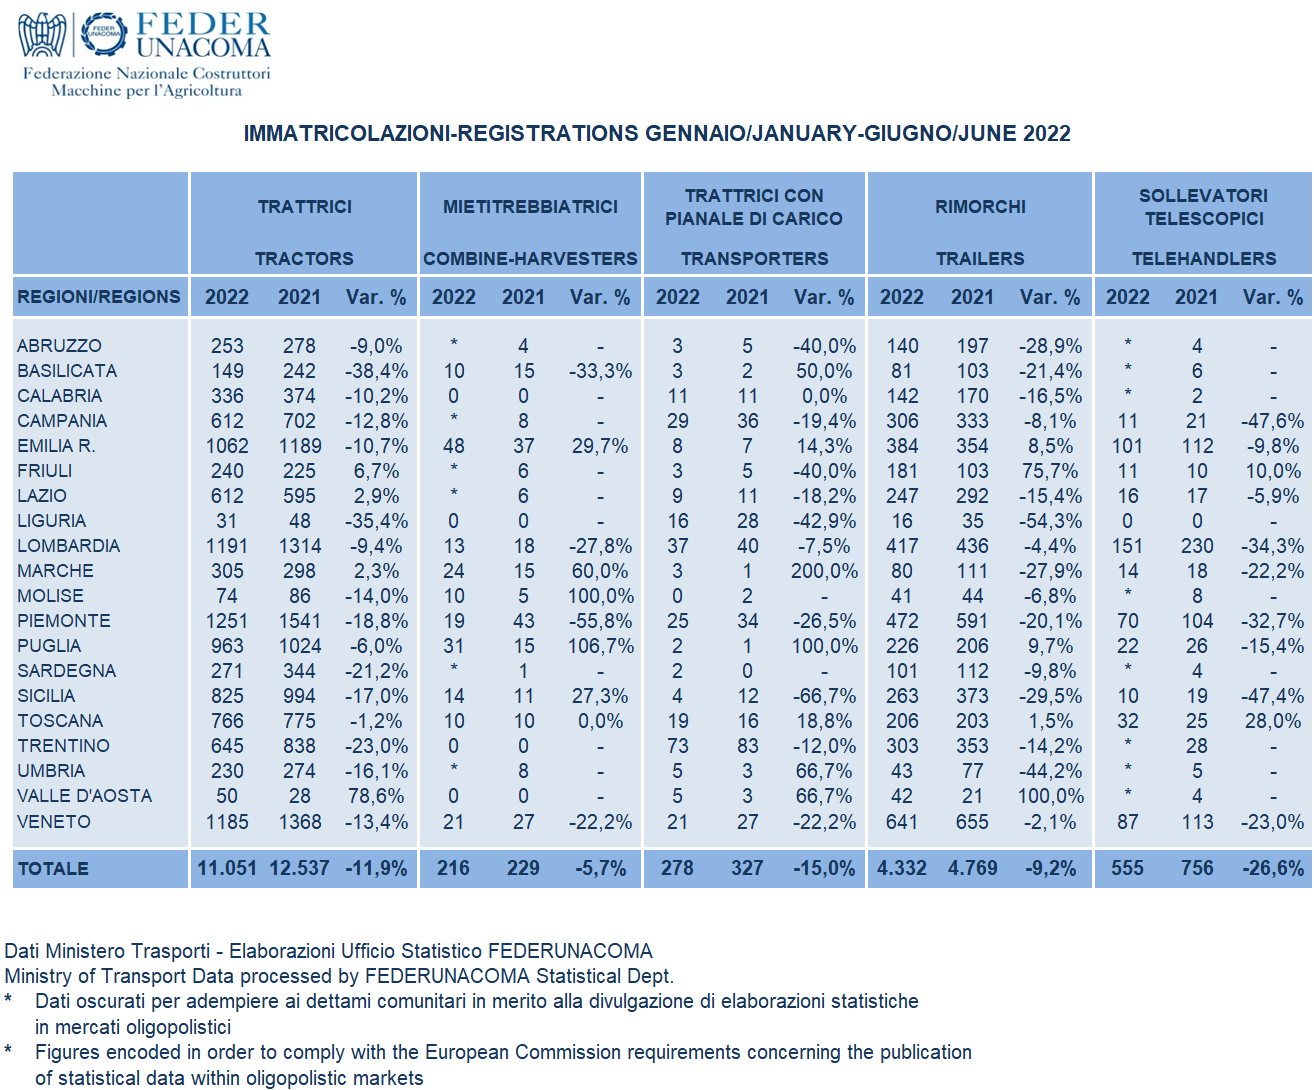 FEDER
UNACOMA
FEDER
UNACOMA
Federazione Nazionale Costruttori
Macchine per l'Agricoltura
IMMATRICOLAZIONI-REGISTRATIONS GENNAIO/JANUARY-GIUGNO/JUNE 2022
TRATTRICI MIETITREBBIATRICI TRATTRICI CON PIANALE DI CARICO RIMORCHI SOLLEVATORI TELESCOPICI
TRACTORS COMBINE-HARVESTERS TRANSPORTERS TRAILERS TELEHANDLERS
REGIONI/REGIONS 2022 2021 Var. % 2022 2021 Var. % 2022 2021 Var. % 2022 2021 Var. % 2022 2021 Var. %
ABRUZZO 253 278 -9,0% * 4 - 3 5 -40,0% 140 197 -28,9% * 4 -
BASILICATA 149 242 -38,4% 10 15 -33,3% 3 2 50,0% 81 103 -21,4% * 6 -
CALABRIA 336 374 -10,2% 0 0 - 11 11 0,0% 142 170 -16,5% * 2 -
CAMPANIA 612 702 -12,8% * 8 - 29 36 -19,4% 306 333 -8,1% 11 21 -47,6%
EMILIA R. 1062 1189 -10,7% 48 37 29,7% 8 7 14,3% 384 354 8,5% 101 112 -9,8%
FRIULI 240 225 6,7% * 6 - 3 5 -40,0% 181 103 75,7% 11 10 10,0%
LAZIO 612 595 2,9% * 6 - 9 11 -18,2% 247 292 -15,4% 16 17 -5,9%
LIGURIA 31 48 -35,4% 0 0 - 16 28 -42,9% 16 35 -54,3% 0 0 -
LOMBARDIA 1191 1314 -9,4% 13 18 -27,8% 37 40 -7,5% 417 436 -4,4% 151 230 -34,3%
MARCHE 305 298 2,3% 24 15 60,0% 3 1 200,0% 80 111 -27,9% 14 18 -22,2%
MOLISE 74 86 -14,0% 10 5 100,0% 0 2 - 41 44 -6,8% * 8 -
PIEMONTE 1251 1541 -18,8% 19 43 -55,8% 25 34 -26,5% 472 591 -20,1% 70 104 -32,7%
PUGLIA 963 1024 -6,0% 31 15 106,7% 2 1 100,0% 226 206 9,7% 22 26 -15,4%
SARDEGNA 271 344 -21,2% * 1 - 2 0 - 101 112 -9,8% * 4 -
SICILIA 825 994 -17,0% 14 11 27,3% 4 12 -66,7% 263 373 -29,5% 10 19 -47,4%
TOSCANA 766 775 -1,2% 10 10 0,0% 19 16 18,8% 206 203 1,5% 32 25 28,0%
TRENTINO 645 838 -23,0% 0 0 - 73 83 -12,0% 303 353 -14,2% * 28 -
UMBRIA 230 274 -16,1% * 8 - 5 3 66,7% 43 77 -44,2% * 5 -
VALLE D'AOSTA 50 28 78,6% 0 0 - 5 3 66,7% 42 21 100,0% * 4 -
VENETO 1185 1368 -13,4% 21 27 -22,2% 21 27 -22,2% 641 655 -2,1% 87 113 -23,0%
TOTALE 11.051 12.537 -11,9% 216 229 -5,7% 278 327 -15,0% 4.332 4.769 -9,2% 555 756 -26,6%
Dati Ministero Trasporti - Elaborazioni Ufficio Statistico FEDERUNACOMA
Ministry of Transport Data processed by FEDERUNACOMA Statistical Dept.
* Dati oscurati per adempiere ai dettami comunitari in merito alla divulgazione di elaborazioni statistiche
in mercati oligopolistici
* Figures encoded in order to comply with the European Commission requirements concerning the publication
of statistical data within oligopolistic markets